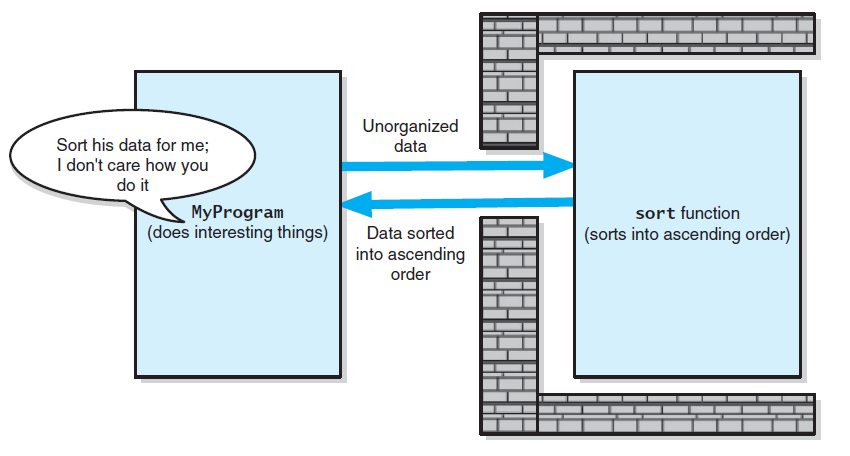 Sort his data for me;
I don't care how you
do it
MyProgram
(does interesting things)
Unorganized
data
Data sorted
into ascending
order
sort function
(sorts into ascending order)